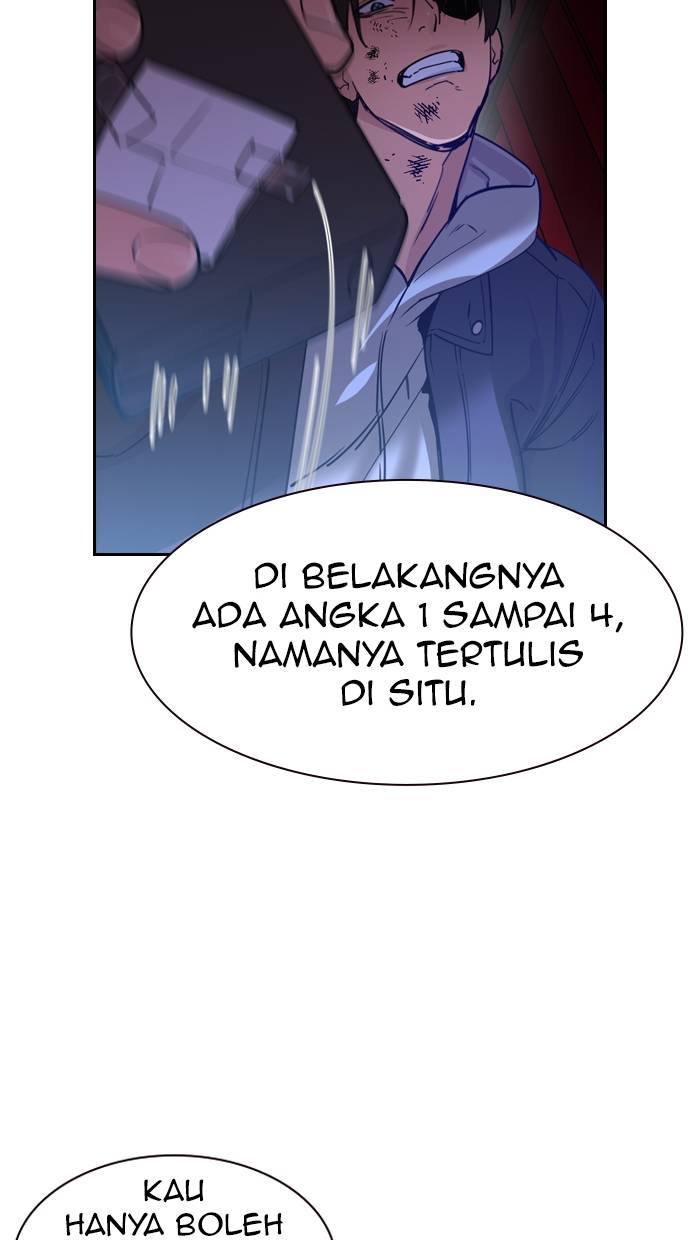 DI BELAKANGNYA
ADA ANGKA 1 SAMPAI 4,
NAMANYA TERTULIS
DI SITU.
KAU
HANYA BOLEH